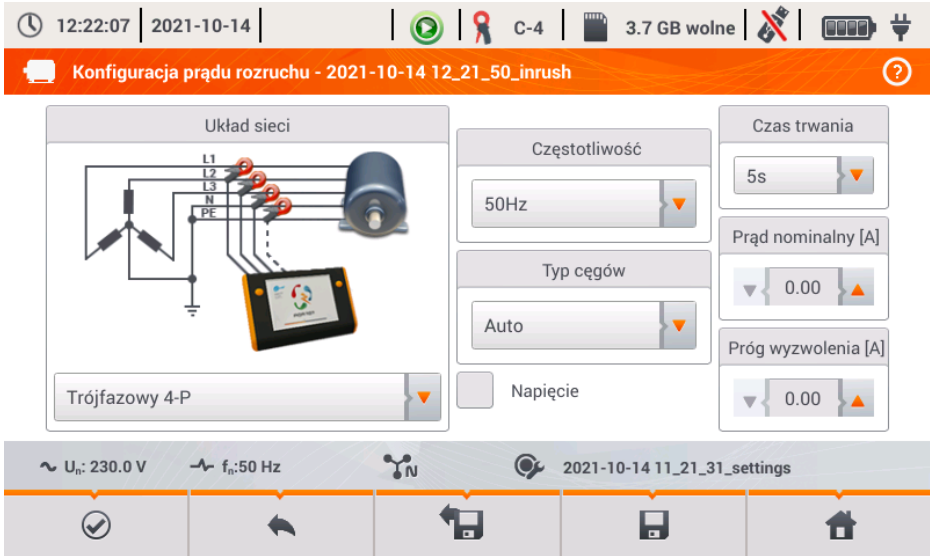 12:22:07 2021-10-14 C-4 3.7 GB wolne
Konfiguracja prądu rozruchu - 2021-10-14 12_21_50_inrush ?
Układ sieci
L1
L2
L3
N
PE
Trójfazowy 4-P
Częstotliwość
50Hz
Typ cęgów
Auto
Napięcie
Czas trwania
5s
Prąd nominalny [A]
0.00
Próg wyzwolenia [A]
0.00
Un: 230.0 V fn:50 Hz N 2021-10-14 11_21_31_settings